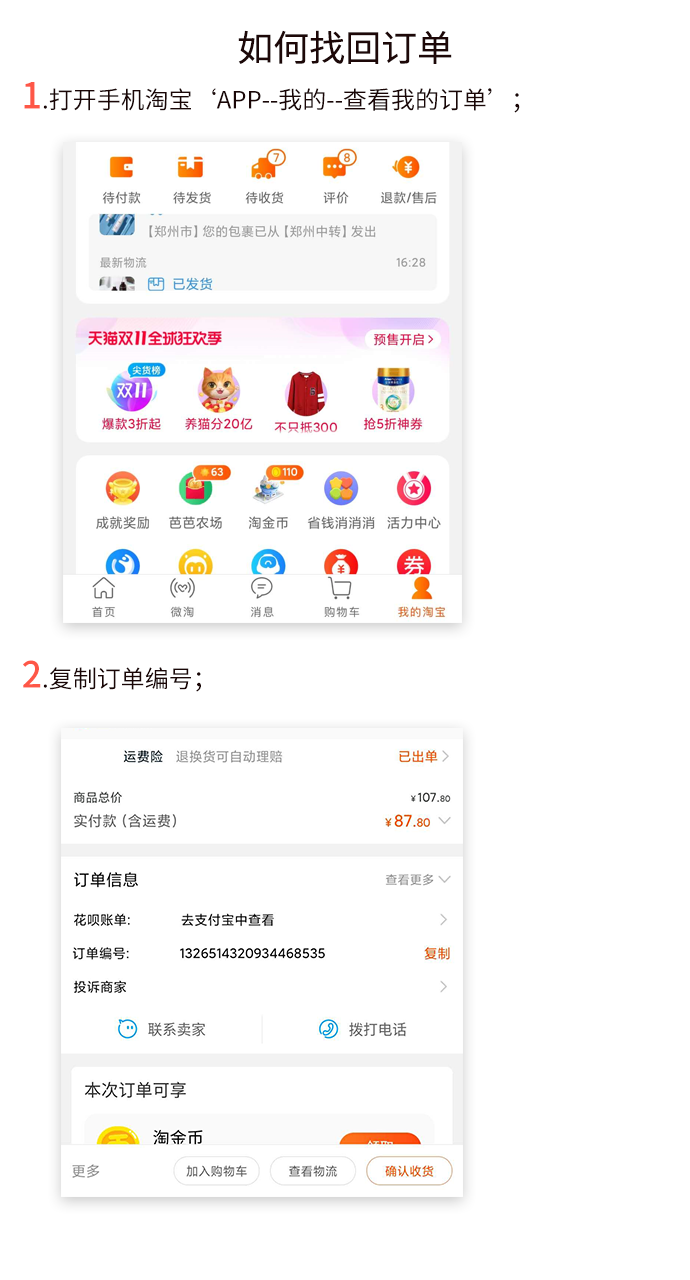 如何找回订单
1.打开手机淘宝‘APP--我的--查看我的订单’；
7
8
待付款 待发货 待收货 评价 退款/售后
【郑州市】您的包裹已从【郑州中转】发出
最新物流 16:28
已发货
天猫双11全球狂欢季 预售开启
尖货榜
双11
爆款3折起 养猫分20亿 不只抵300 抢5折神券
63 110
成就奖励 芭芭农场 淘金币 省钱消消消 活力中心
券
首页 微淘 消息 购物车 我的淘宝
2.复制订单编号；
运费险 退换货可自动理赔 已出单
商品总价 ¥107.80
实付款（含运费） ¥87.80
订单信息 查看更多
花呗账单: 去支付宝中查看
订单编号: 1326514320934468535 复制
投诉商家
联系卖家 拨打电话
本次订单可享
淘金币 领取
更多 加入购物车 查看物流 确认收货